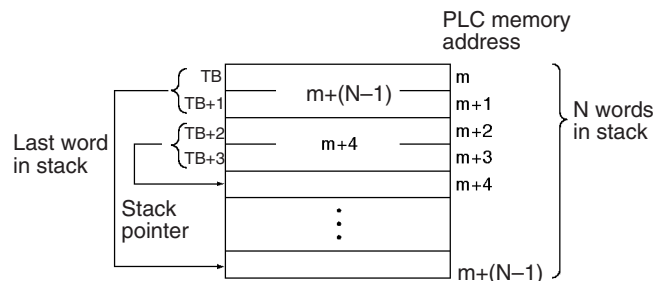 PLC memory
address
TB
m+(N–1)
m
TB+1
m+1
N words
in stack
Last word
in stack
TB+2
m+4
m+2
TB+3
m+3
m+4
Stack
pointer
m+(N–1)